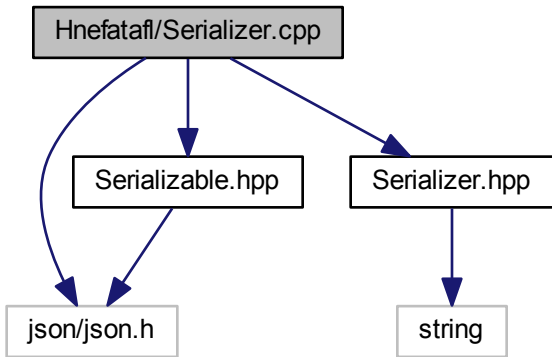 Hnefatafl/Serializer.cpp
Serializable.hpp
Serializer.hpp
json/json.h
string